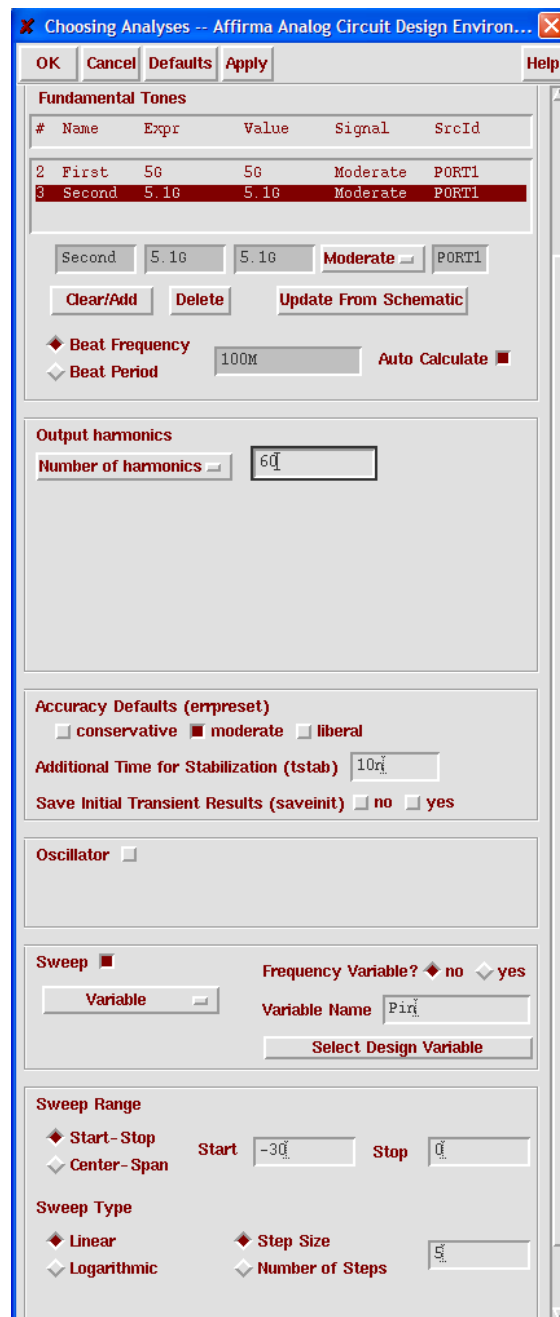 Choosing Analyses -- Affirma Analog Circuit Design Environ...
OK Cancel Defaults Apply Help
Fundamental Tones
# Name Expr Value Signal SrcId
2 First 5G 5G Moderate PORT1
3 Second 5.1G 5.1G Moderate PORT1
Second 5.1G 5.1G Moderate PORT1
Clear/Add Delete Update From Schematic
Beat Frequency
Beat Period 100M Auto Calculate
Output harmonics
Number of harmonics 60
Accuracy Defaults (errpreset)
conservative moderate liberal
Additional Time for Stabilization (tstab) 10n
Save Initial Transient Results (saveinit) no yes
Oscillator
Sweep Frequency Variable? no yes
Variable Variable Name Pin
Select Design Variable
Sweep Range
Start-Stop Start -30 Stop 0
Center-Span
Sweep Type
Linear Step Size 5
Logarithmic Number of Steps